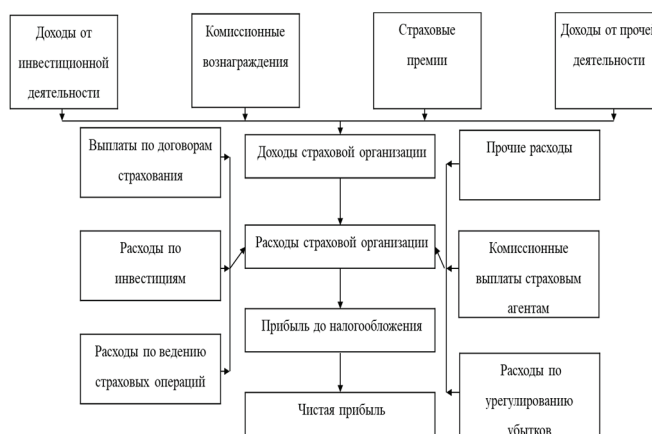 Доходы от
инвестиционной
деятельности
Комиссионные
вознаграждения
Страховые
премии
Доходы от прочей
деятельности
Выплаты по договорам
страхования
Доходы страховой организации
Прочие расходы
Расходы по
инвестициям
Расходы страховой организации
Комиссионные
выплаты страховым
агентам
Прибыль до налогообложения
Расходы по ведению
страховых операций
Чистая прибыль
Расходы по
урегулированию
убытков